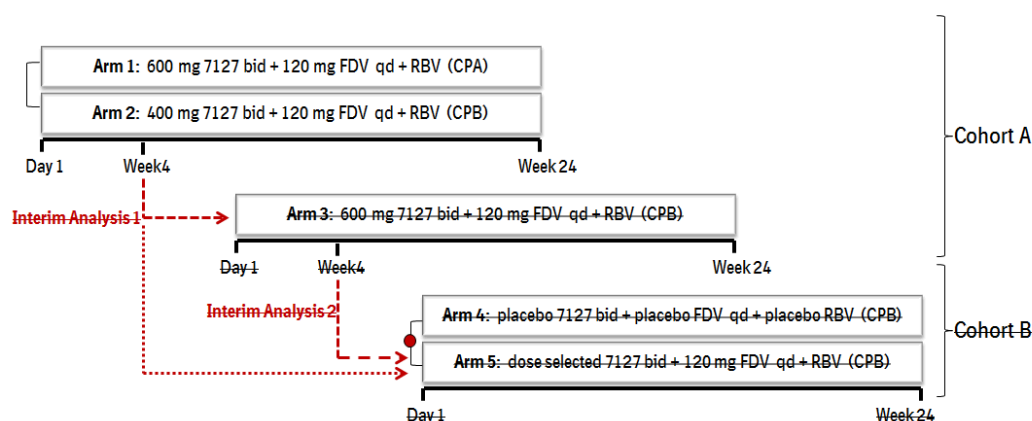 Arm 1: 600 mg 7127 bid + 120 mg FDV qd + RBV (CPA)
Arm 2: 400 mg 7127 bid + 120 mg FDV qd + RBV (CPB)
Cohort A
Day 1 Week4 Week 24
Interim Analysis 1
Arm 3: 600 mg 7127 bid + 120 mg FDV qd + RBV (CPB)
Day 1 Week4 Week 24
Interim Analysis 2
Arm 4: placebo 7127 bid + placebo FDV qd + placebo RBV (CPB)
Cohort B
Arm 5: dose selected 7127 bid + 120 mg FDV qd + RBV (CPB)
Day 1 Week 24